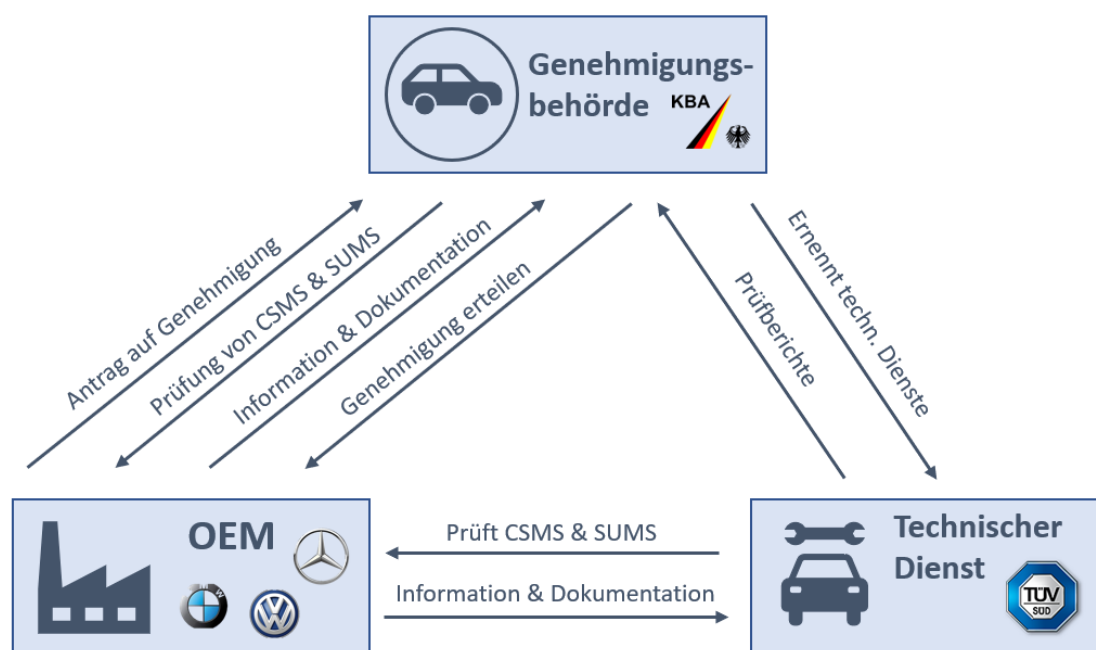 Genehmigungs-
behörde
KBA
Antrag auf Genehmigung
Prüfung von CSMS & SUMS
Information & Dokumentation
Genehmigung erteilen
Prüfberichte
Ernennt techn. Dienste
OEM
Prüft CSMS & SUMS
Information & Dokumentation
Technischer
Dienst
TÜV
SÜD